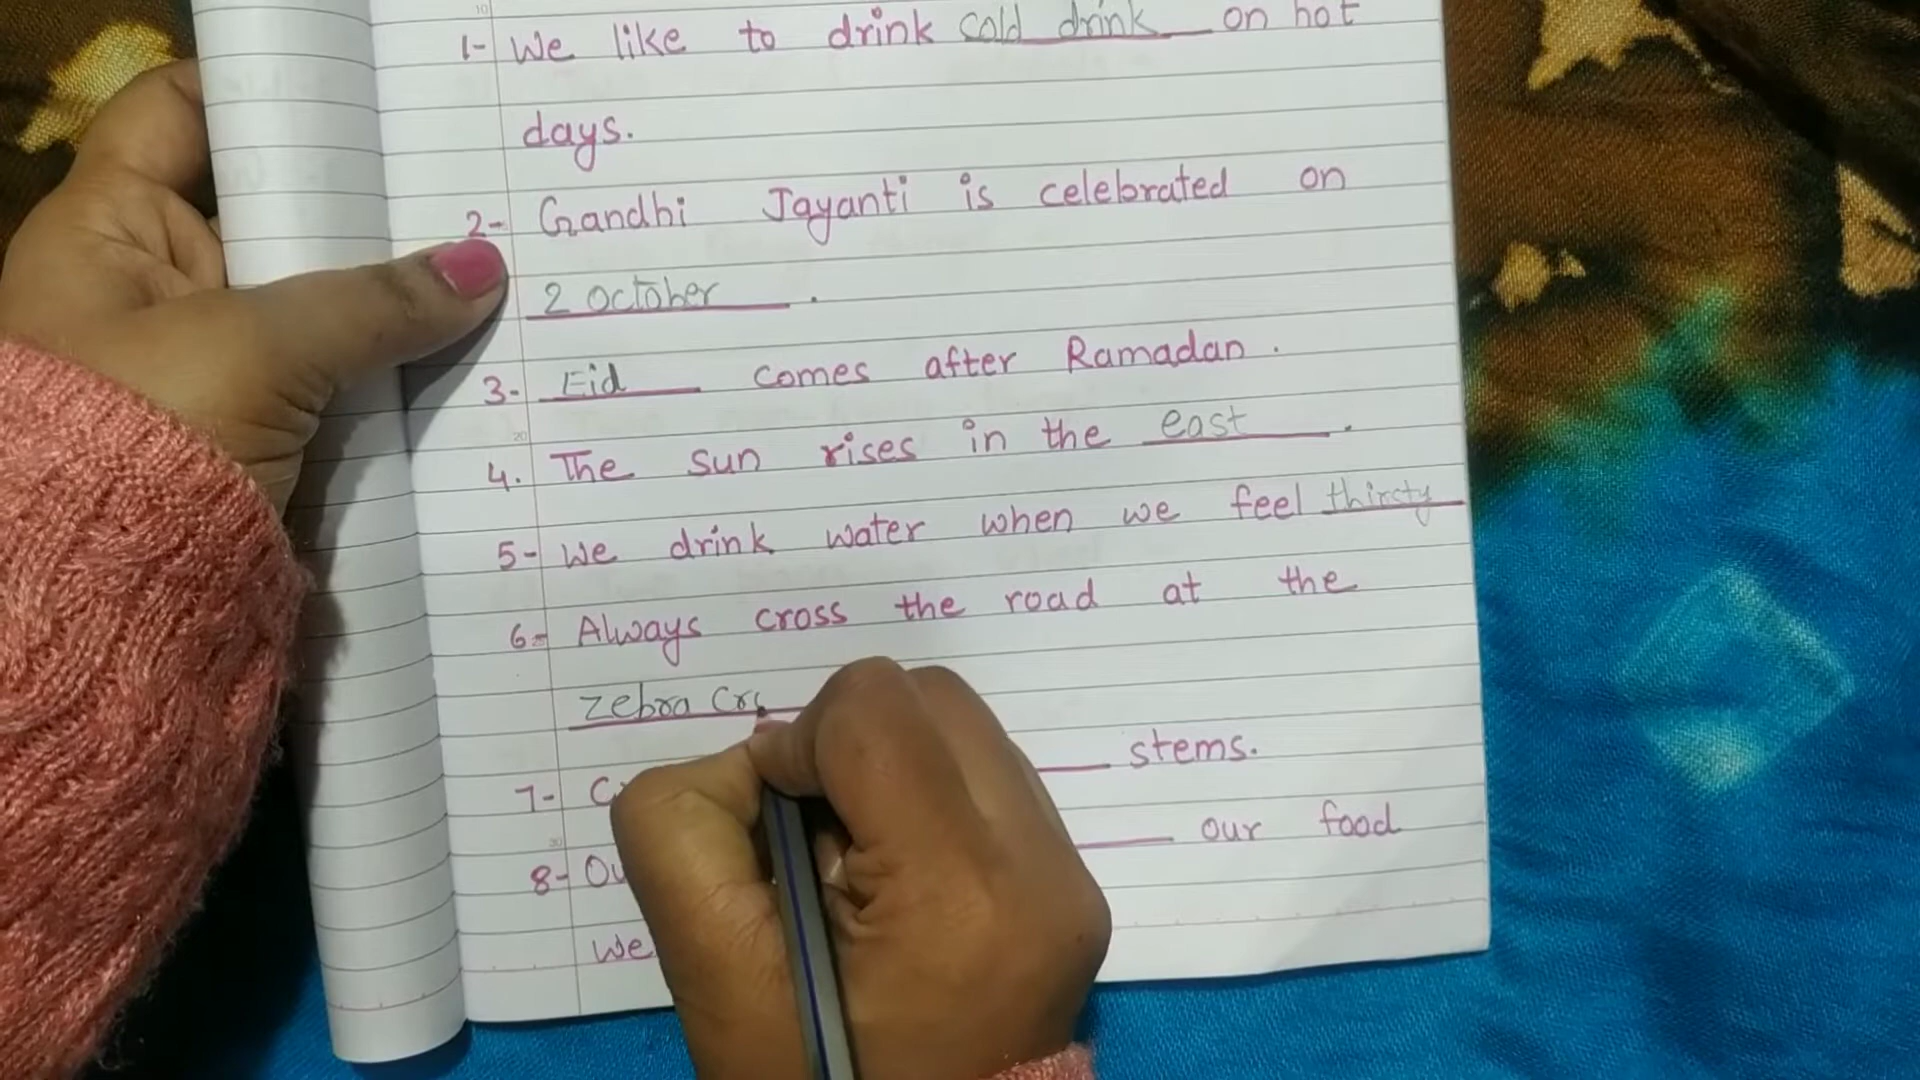 1- We like to drink cold drink on hot
days.
2- Gandhi Jayanti is celebrated on
2 October .
3- Eid comes after Ramadan .
4. The sun rises in the east .
5- We drink water when we feel thirsty
6- Always cross the road at the
Zebra Cro
7- stems.
8- our food
We